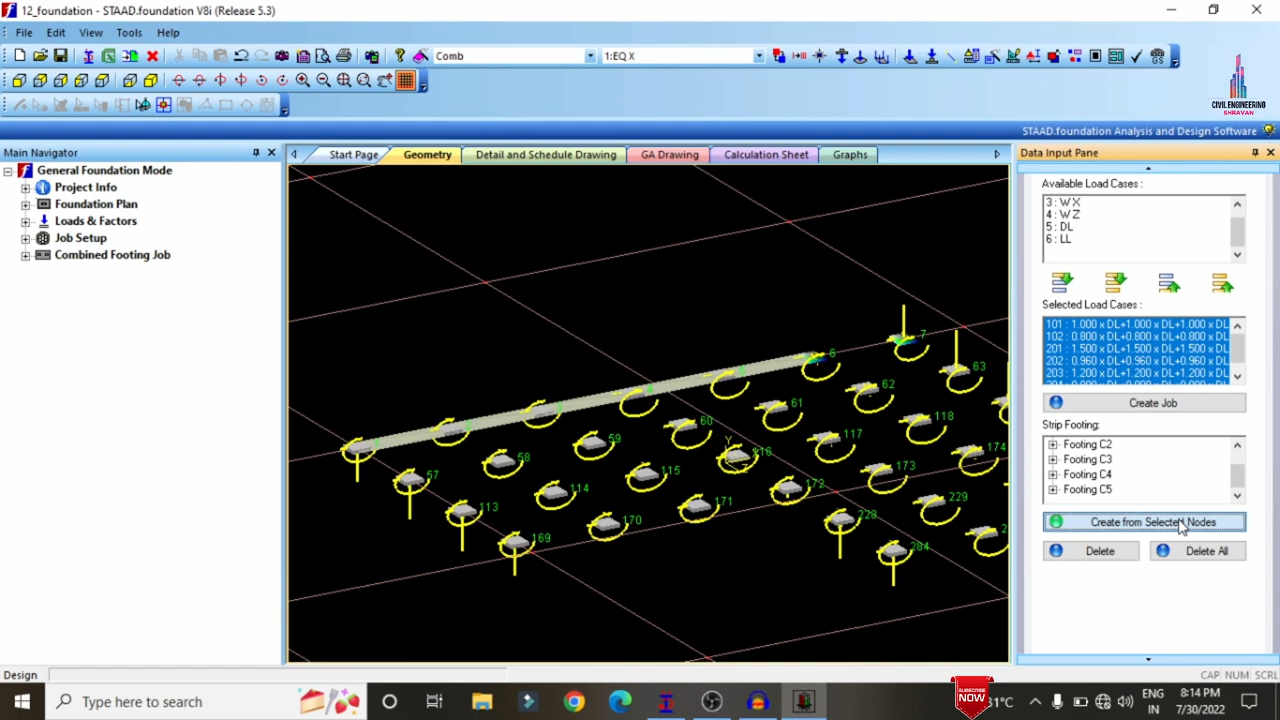 12_foundation - STAAD.foundation V8i (Release 5.3)
File Edit View Tools Help
Comb
1:EQ X
CIVIL ENGINEERING
SHRAVAN
STAAD.foundation Analysis and Design Software
Main Navigator
General Foundation Mode
Project Info
Foundation Plan
Loads & Factors
Job Setup
Combined Footing Job
Start Page Geometry Detail and Schedule Drawing GA Drawing Calculation Sheet Graphs
7
6
63
62
61
118
60
117
174
59
116
173
58
115
172
229
57
114
171
113
170
228
169
284
Y
Data Input Pane
Available Load Cases :
3 : W X
4 : W Z
5 : DL
6 : LL
Selected Load Cases :
101 : 1.000 x DL+1.000 x DL+1.000 x DL
102 : 0.800 x DL+0.800 x DL+0.800 x DL
201 : 1.500 x DL+1.500 x DL+1.500 x DL
202 : 0.960 x DL+0.960 x DL+0.960 x DL
203 : 1.200 x DL+1.200 x DL+1.200 x DL
Create Job
Strip Footing:
Footing C2
Footing C3
Footing C4
Footing C5
Create from Selected Nodes
Delete Delete All
Design
CAP NUM SCRL
Type here to search
SUBSCRIBE
NOW
31°C
ENG
IN
8:14 PM
7/30/2022